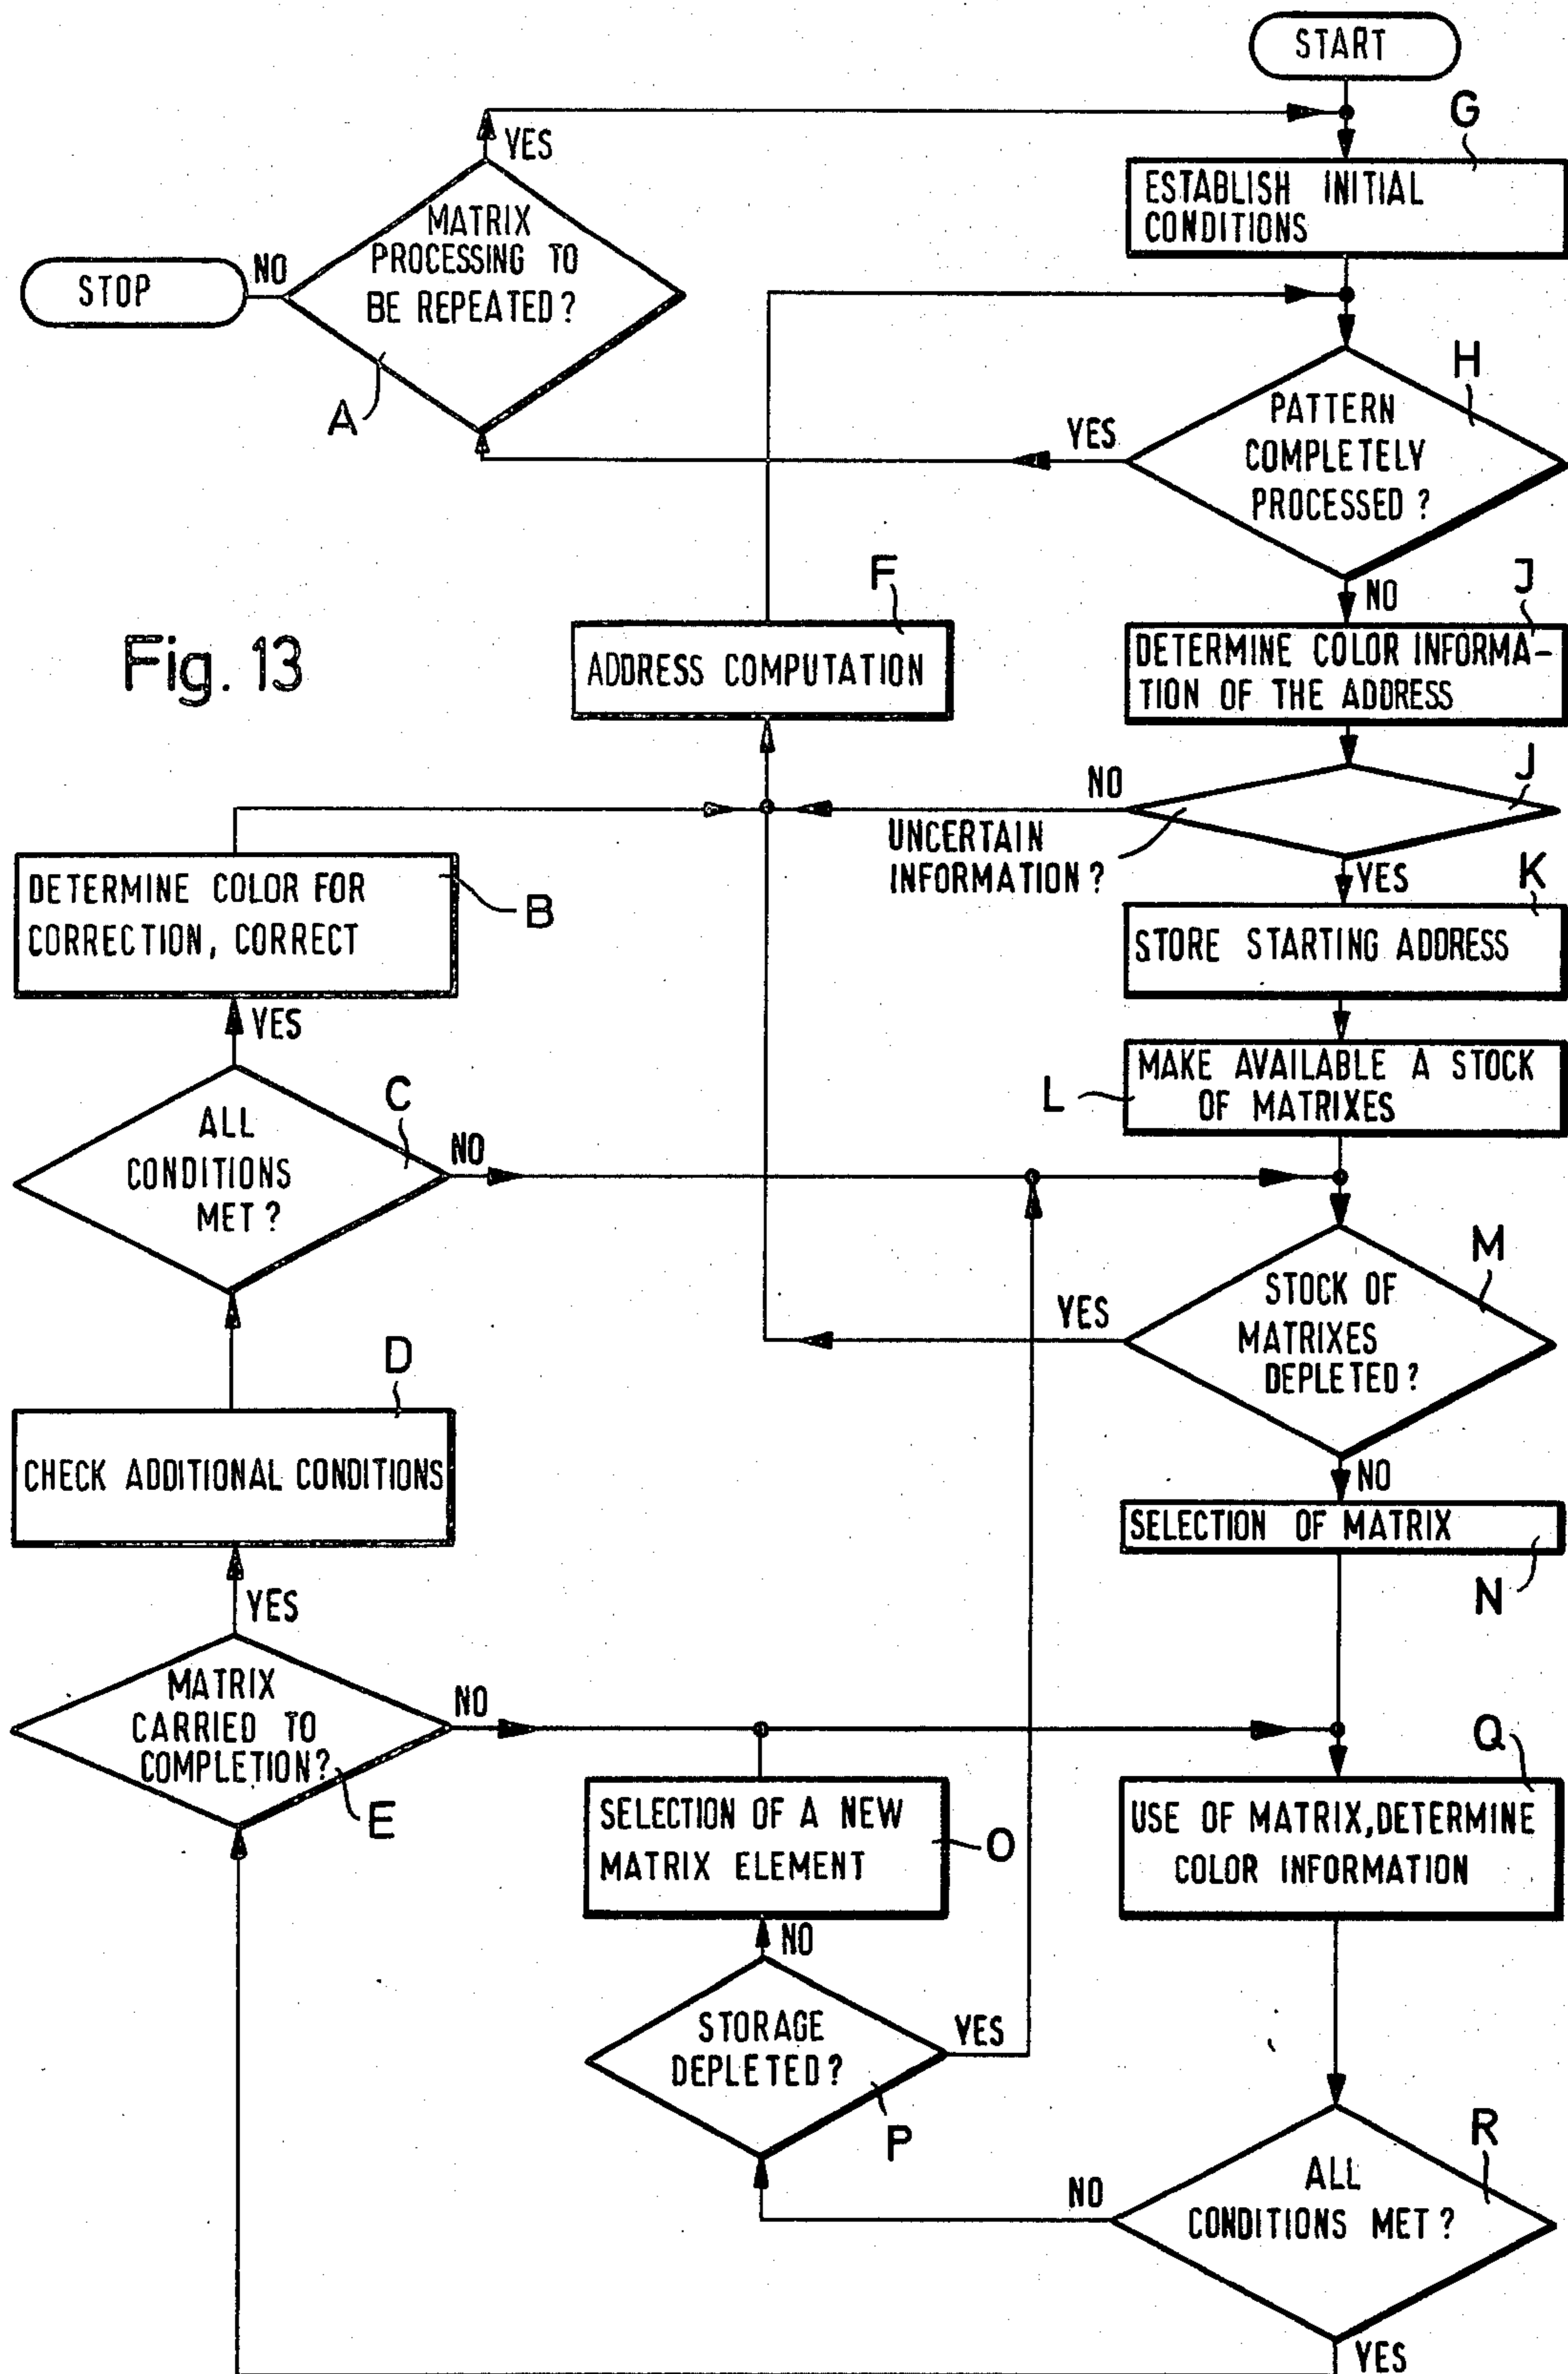 START
G
YES
ESTABLISH INITIAL
CONDITIONS
MATRIX
PROCESSING TO
BE REPEATED?
NO
STOP
A
H
PATTERN
COMPLETELY
PROCESSED?
YES
NO
F
J
ADDRESS COMPUTATION
DETERMINE COLOR INFORMA-
TION OF THE ADDRESS
Fig. 13
J
NO
UNCERTAIN
INFORMATION?
YES
K
DETERMINE COLOR FOR
CORRECTION, CORRECT
B
STORE STARTING ADDRESS
YES
L
MAKE AVAILABLE A STOCK
OF MATRIXES
C
ALL
CONDITIONS
MET?
NO
M
STOCK OF
MATRIXES
DEPLETED?
YES
D
CHECK ADDITIONAL CONDITIONS
NO
SELECTION OF MATRIX
N
YES
MATRIX
CARRIED TO
COMPLETION?
NO
E
Q
SELECTION OF A NEW
MATRIX ELEMENT
O
USE OF MATRIX,DETERMINE
COLOR INFORMATION
NO
STORAGE
DEPLETED?
YES
P
R
ALL
CONDITIONS MET?
NO
YES